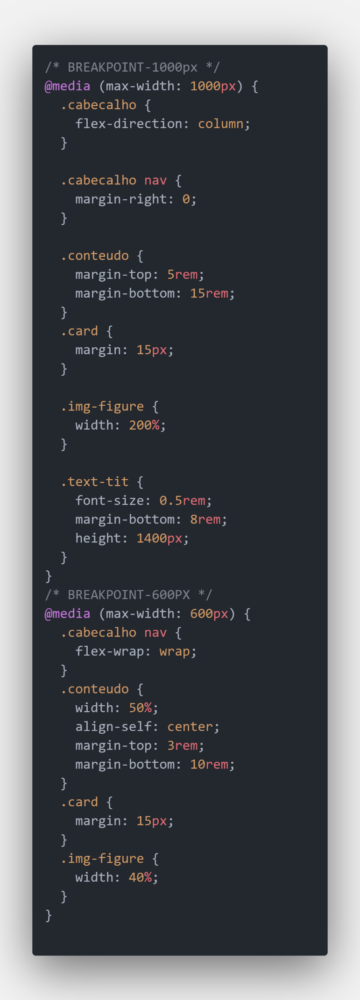 /* BREAKPOINT-1000px */
@media (max-width: 1000px) {
  .cabecalho {
    flex-direction: column;
  }

  .cabecalho nav {
    margin-right: 0;
  }

  .conteudo {
    margin-top: 5rem;
    margin-bottom: 15rem;
  }
  .card {
    margin: 15px;
  }

  .img-figure {
    width: 200%;
  }

  .text-tit {
    font-size: 0.5rem;
    margin-bottom: 8rem;
    height: 1400px;
  }
}
/* BREAKPOINT-600PX */
@media (max-width: 600px) {
  .cabecalho nav {
    flex-wrap: wrap;
  }
  .conteudo {
    width: 50%;
    align-self: center;
    margin-top: 3rem;
    margin-bottom: 10rem;
  }
  .card {
    margin: 15px;
  }
  .img-figure {
    width: 40%;
  }
}